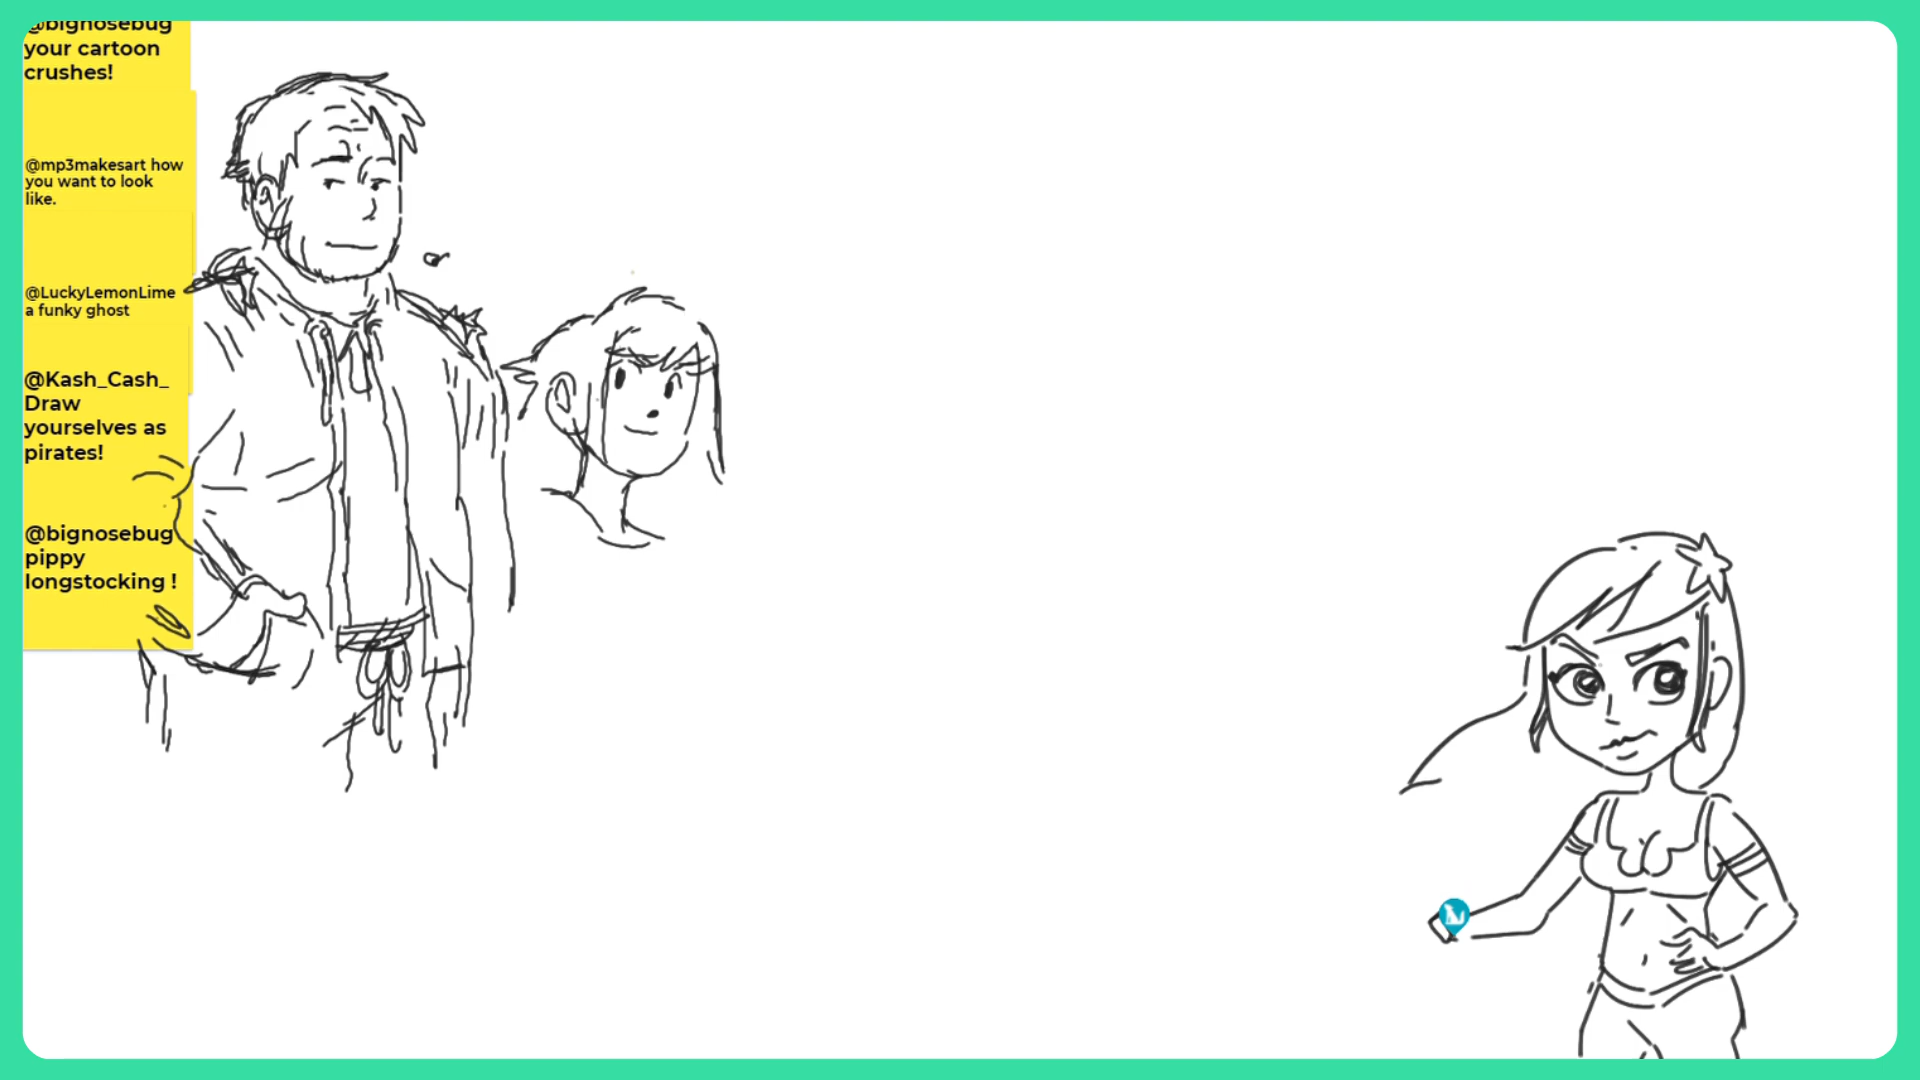 @bignosebug
your cartoon
crushes!
@mp3makesart how
you want to look
like.
@LuckyLemonLime
a funky ghost
@Kash_Cash_
Draw
yourselves as
pirates!
@bignosebug
pippy
longstocking !